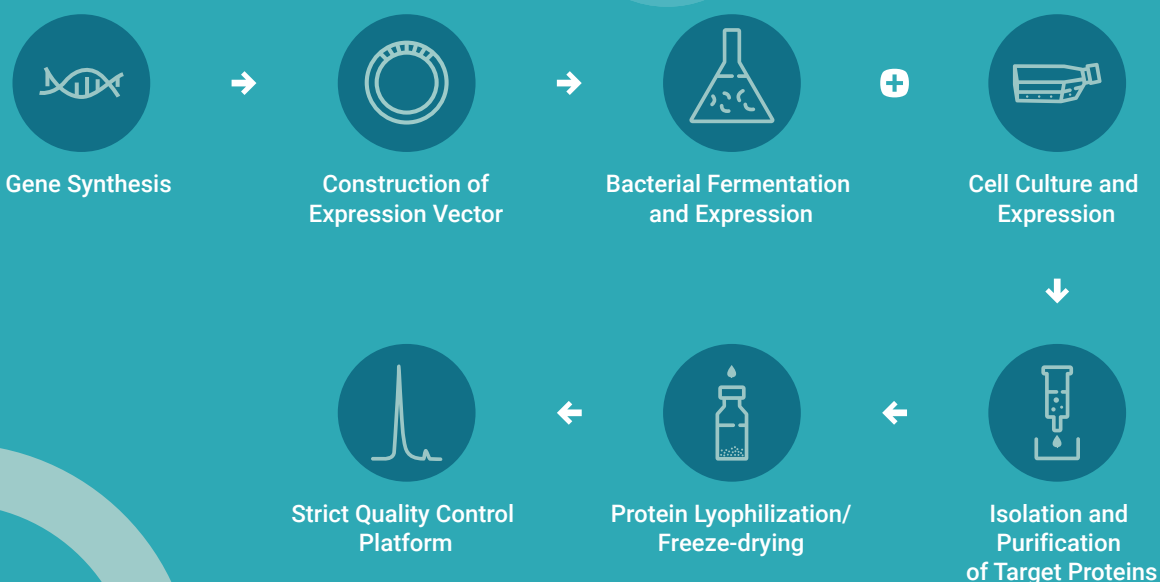 Gene Synthesis
Construction of
Expression Vector
Bacterial Fermentation
and Expression
Cell Culture and
Expression
Strict Quality Control
Platform
Protein Lyophilization/
Freeze-drying
Isolation and
Purification
of Target Proteins